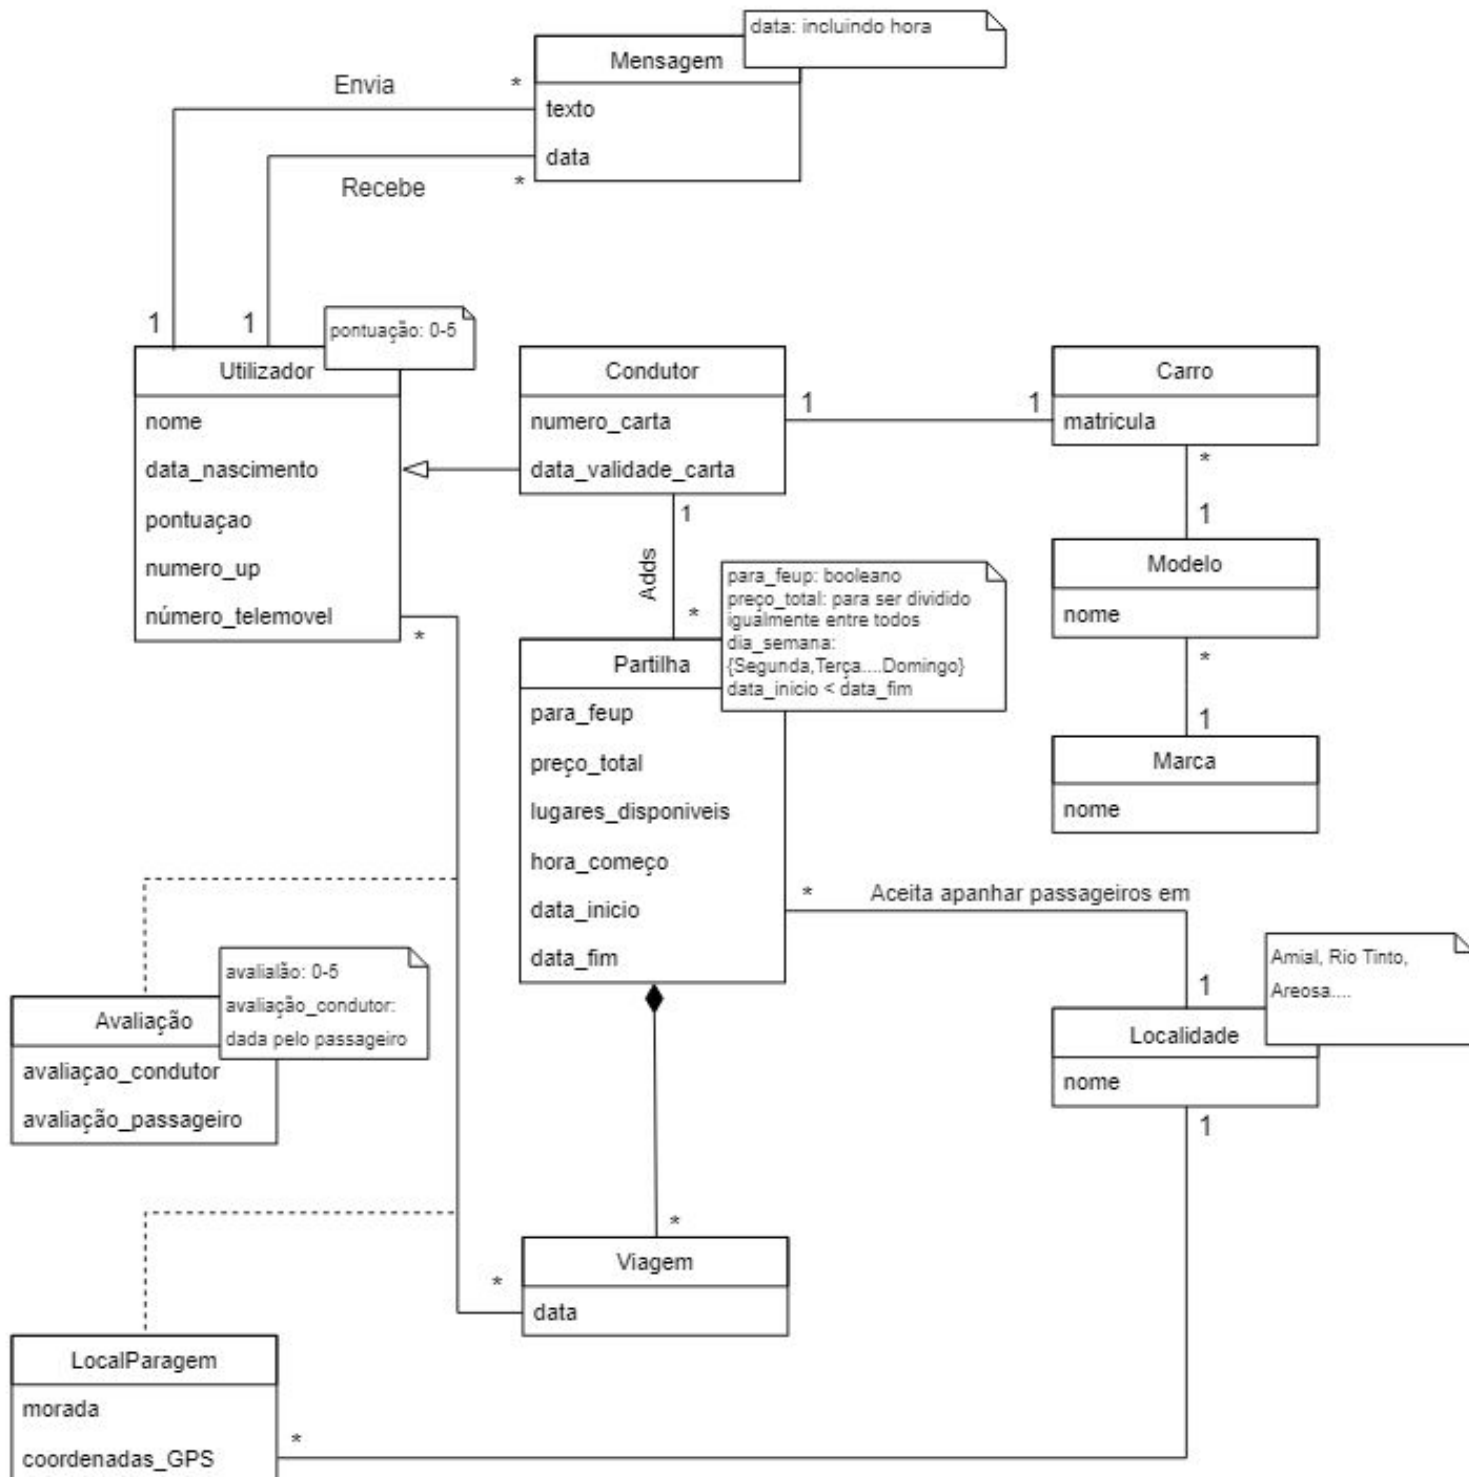 data: incluindo hora
Mensagem
texto
data
Envia
*
Recebe
*
1
1
pontuação: 0-5
Utilizador
nome
data_nascimento
pontuaçao
numero_up
número_telemovel
*
Condutor
numero_carta
data_validade_carta
1
1
Carro
matricula
*
1
Modelo
nome
*
1
Marca
nome
1
Adds
*
para_feup: booleano
preço_total: para ser dividido
igualmente entre todos
dia_semana:
{Segunda,Terça....Domingo}
data_inicio < data_fim
Partilha
para_feup
preço_total
lugares_disponiveis
hora_começo
data_inicio
data_fim
*
Aceita apanhar passageiros em
1
Amial, Rio Tinto,
Areosa....
Localidade
nome
1
avalialão: 0-5
avaliação_condutor:
dada pelo passageiro
Avaliação
avaliaçao_condutor
avaliação_passageiro
*
Viagem
data
*
LocalParagem
morada
coordenadas_GPS
*